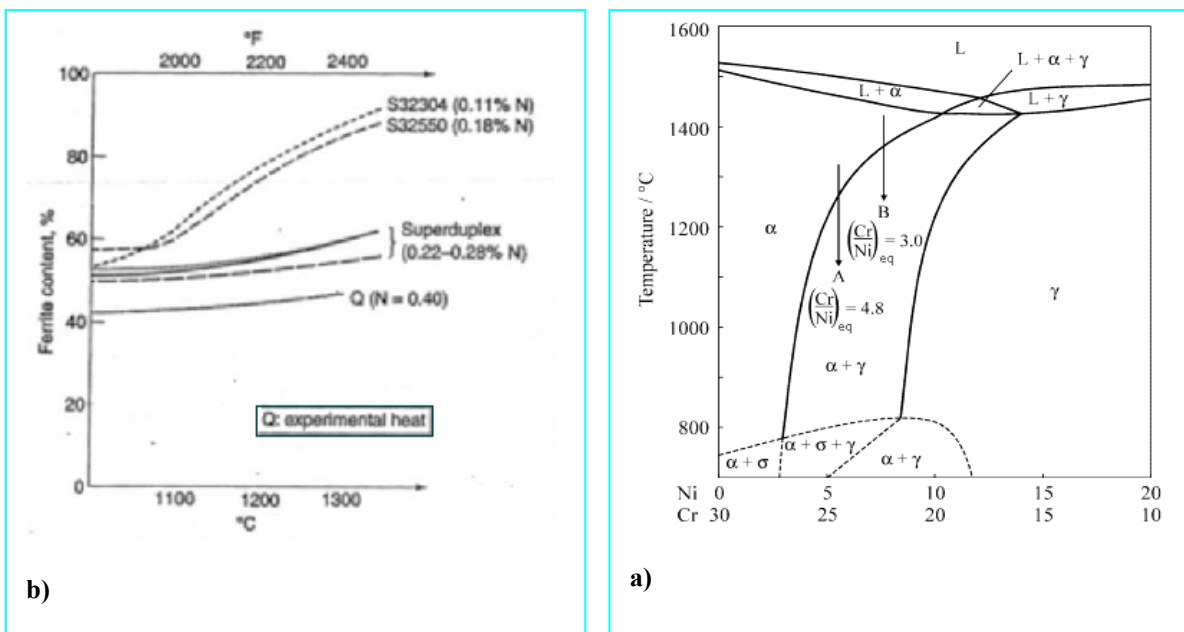 °F
2000 2200 2400
100
80
60
40
20
0
Ferrite content, %
S32304 (0.11% N)
S32550 (0.18% N)
Superduplex
(0.22–0.28% N)
Q (N = 0.40)
Q: experimental heat
1100 1200 1300
°C
b)
1600
1400
1200
1000
800
Temperature / °C
L
L + α + γ
L + α
L + γ
α
B
(Cr/Ni)eq = 3.0
A
(Cr/Ni)eq = 4.8
γ
α + γ
α + σ
α + σ + γ
α + γ
Ni 0 5 10 15 20
Cr 30 25 20 15 10
a)